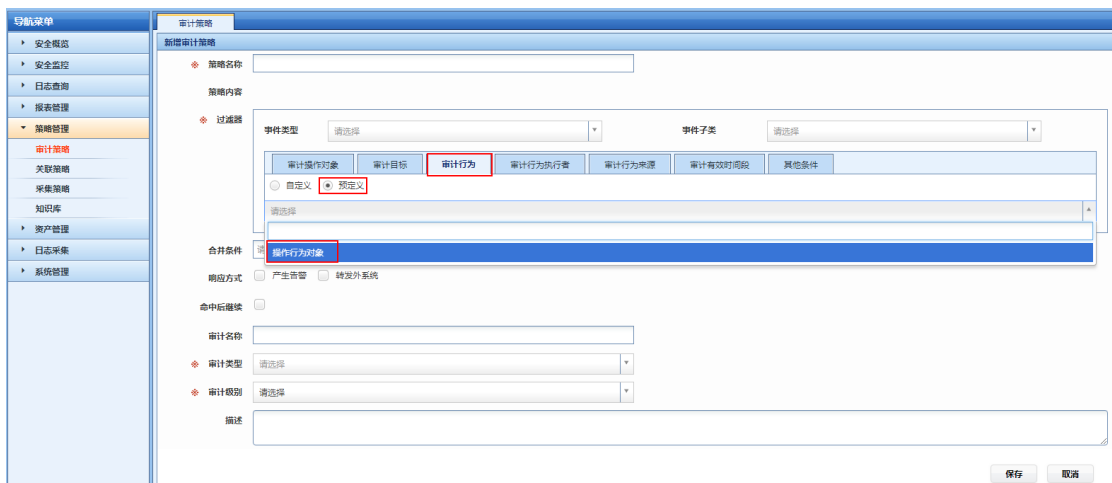 导航菜单
审计策略
安全概览
新增审计策略
安全监控
※ 策略名称
日志查询
策略内容
报表管理
※ 过滤器
策略管理
事件类型 请选择 事件子类 请选择
审计策略
关联策略
审计操作对象 审计目标 审计行为 审计行为执行者 审计行为来源 审计有效时间段 其他条件
采集策略
自定义 预定义
知识库
请选择
资产管理
日志采集
合并条件 请
操作行为对象
系统管理
响应方式 产生告警 转发外系统
命中后继续
审计名称
※ 审计类型 请选择
※ 审计级别 请选择
描述
保存 取消